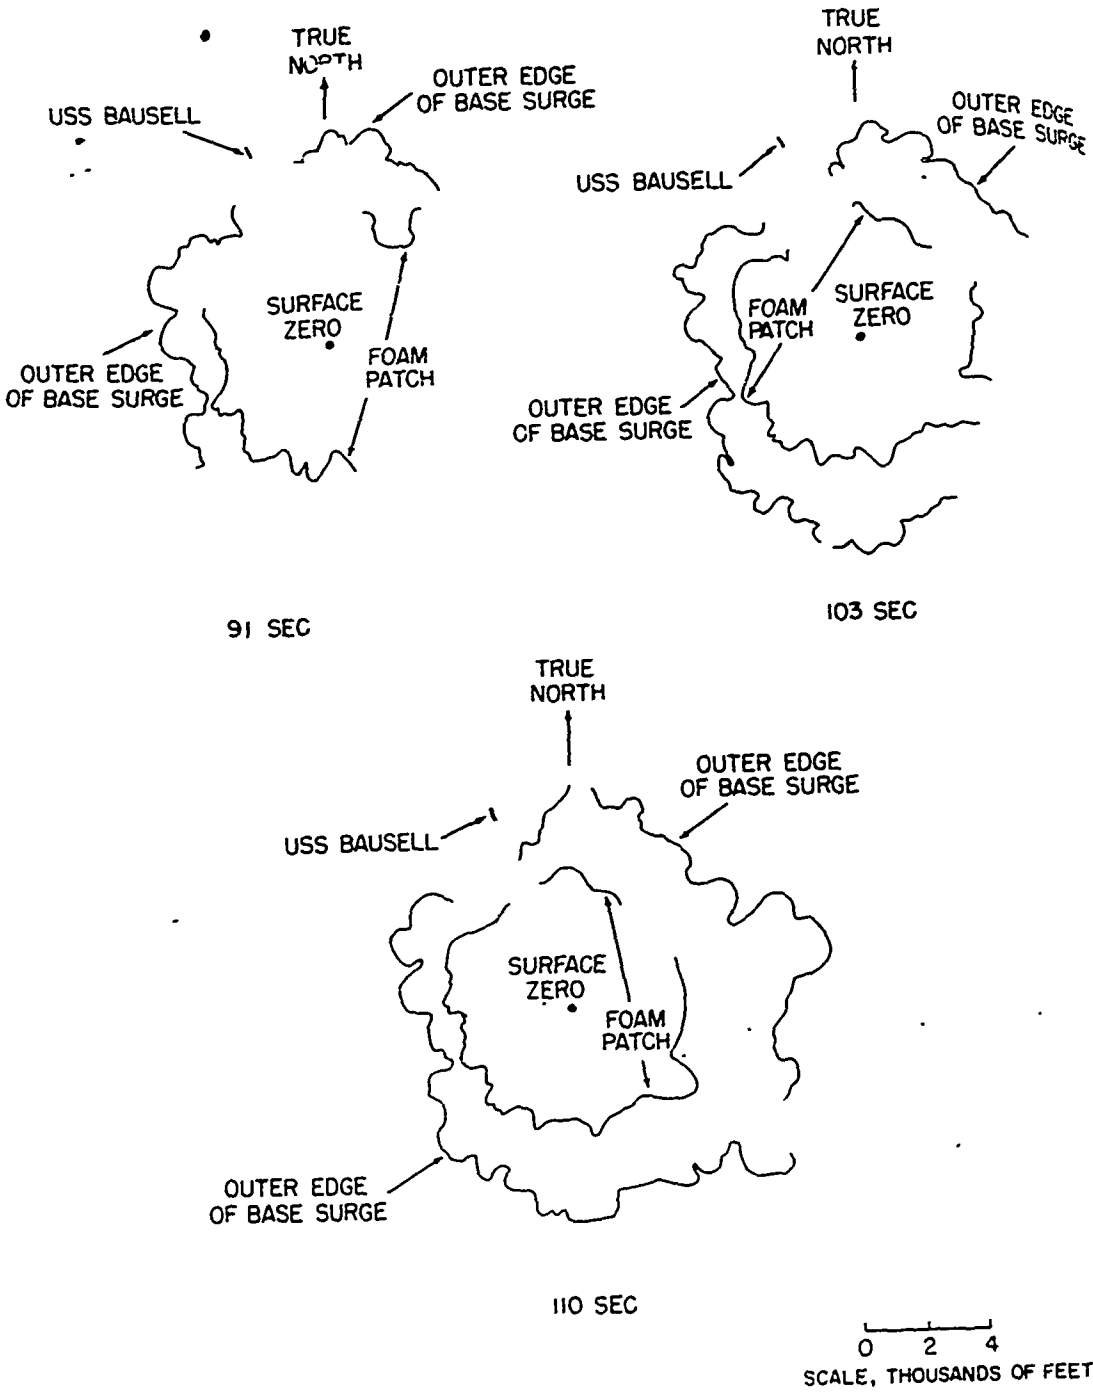 TRUE
NORTH
OUTER EDGE
OF BASE SURGE
USS BAUSELL
SURFACE
ZERO
FOAM
PATCH
OUTER EDGE
OF BASE SURGE
91 SEC
TRUE
NORTH
OUTER EDGE
OF BASE SURGE
USS BAUSELL
FOAM
PATCH
SURFACE
ZERO
OUTER EDGE
OF BASE SURGE
103 SEC
TRUE
NORTH
OUTER EDGE
OF BASE SURGE
USS BAUSELL
SURFACE
ZERO
FOAM
PATCH
OUTER EDGE
OF BASE SURGE
110 SEC
0 2 4
SCALE, THOUSANDS OF FEET